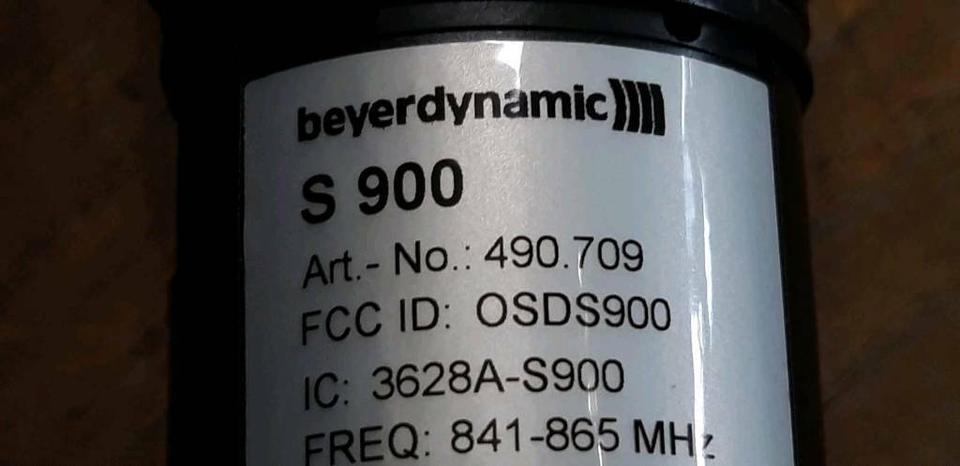 beyerdynamic
S 900
Art.- No.: 490.709
FCC ID: OSDS900
IC: 3628A-S900
FREQ: 841-865 MHz